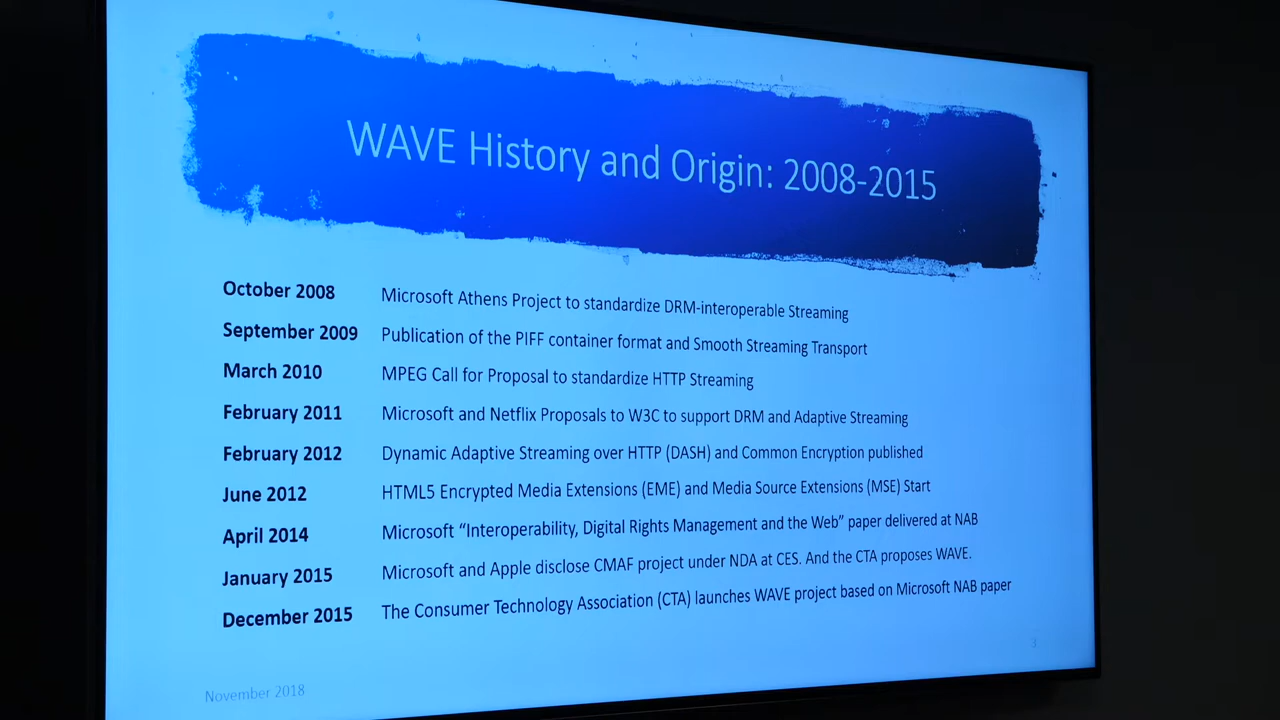 WAVE History and Origin: 2008-2015
October 2008 Microsoft Athens Project to standardize DRM-interoperable Streaming
September 2009 Publication of the PIFF container format and Smooth Streaming Transport
March 2010 MPEG Call for Proposal to standardize HTTP Streaming
February 2011 Microsoft and Netflix Proposals to W3C to support DRM and Adaptive Streaming
February 2012 Dynamic Adaptive Streaming over HTTP (DASH) and Common Encryption published
June 2012 HTML5 Encrypted Media Extensions (EME) and Media Source Extensions (MSE) Start
April 2014 Microsoft “Interoperability, Digital Rights Management and the Web” paper delivered at NAB
January 2015 Microsoft and Apple disclose CMAF project under NDA at CES. And the CTA proposes WAVE.
December 2015 The Consumer Technology Association (CTA) launches WAVE project based on Microsoft NAB paper
November 2018
3